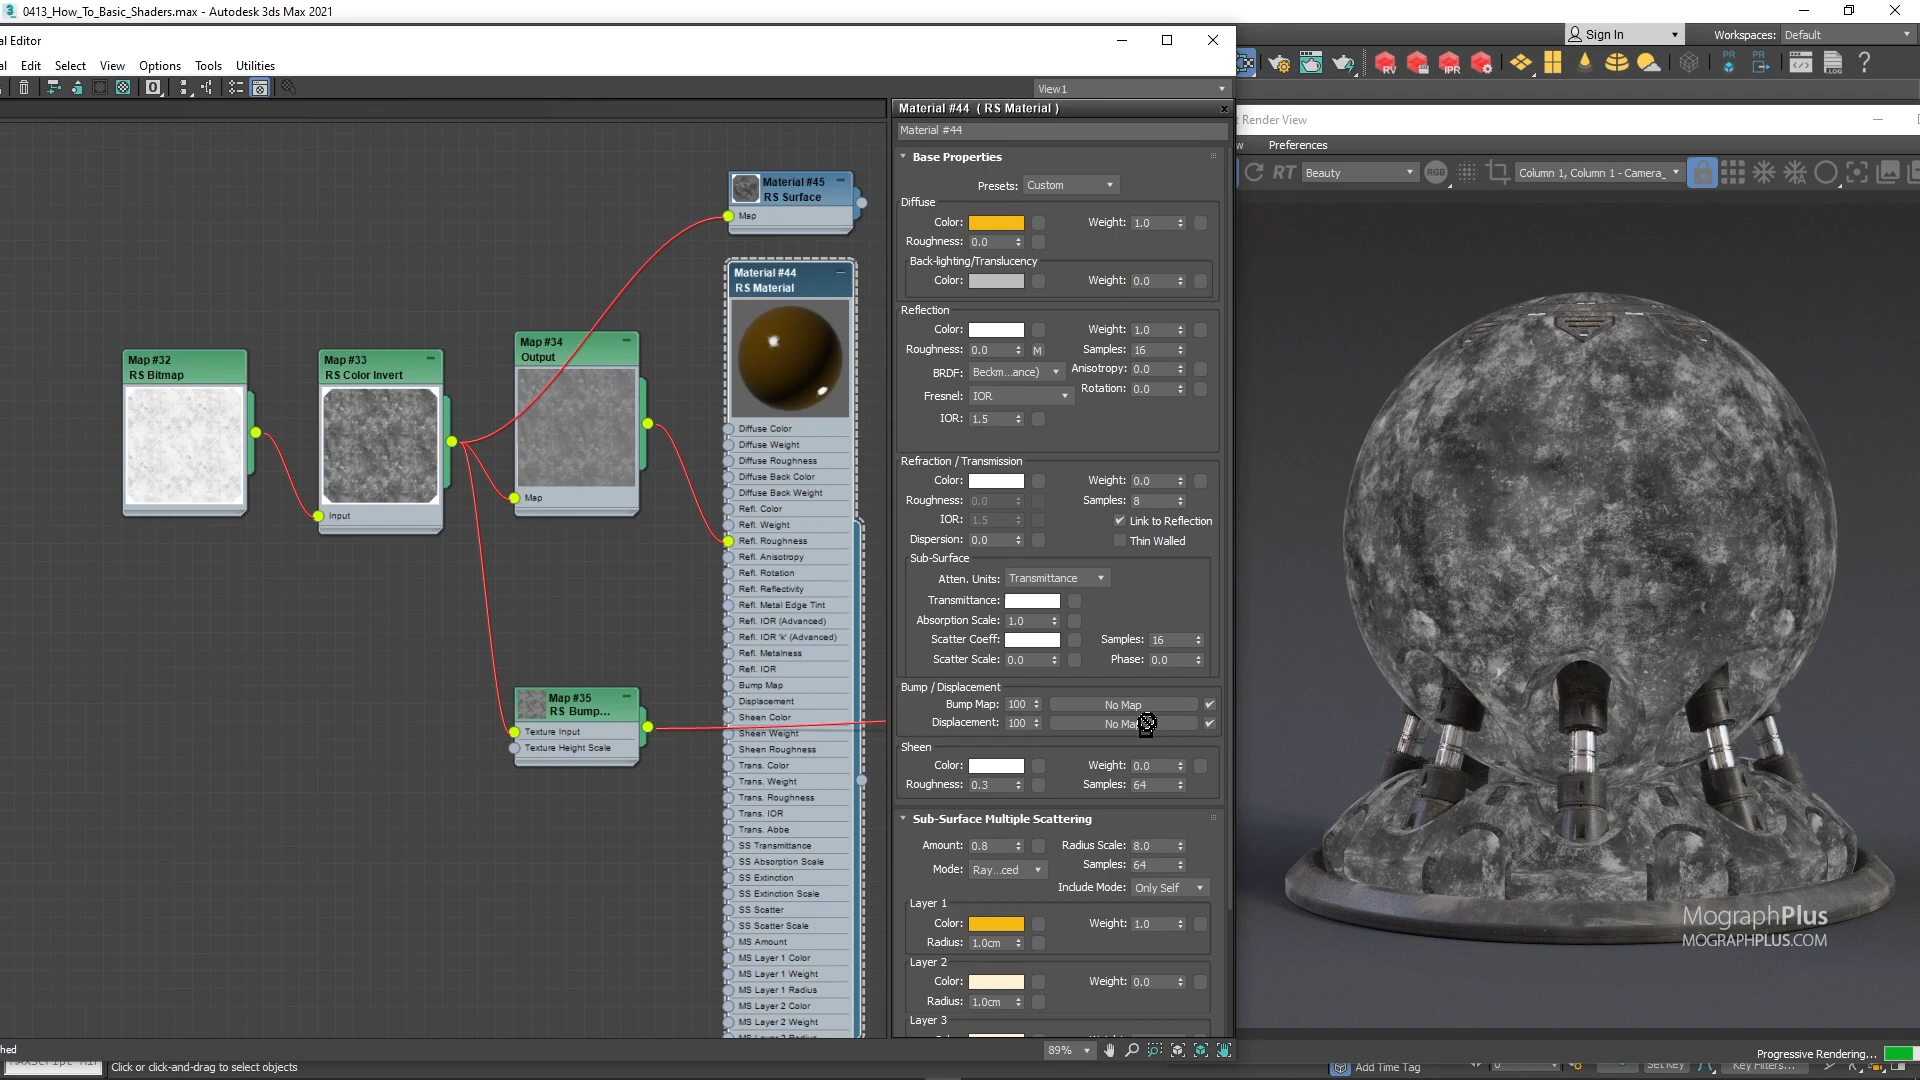 0413_How_To_Basic_Shaders.max - Autodesk 3ds Max 2021
al Editor
al Edit Select View Options Tools Utilities
Sign In
Workspaces: Default
RV IPR PR PR LOG ?
View1
Material #44 ( RS Material ) x
Material #44
Base Properties
Presets: Custom
Diffuse
Color: Weight: 1.0
Roughness: 0.0
Back-lighting/Translucency
Color: Weight: 0.0
Reflection
Color: Weight: 1.0
Roughness: 0.0 M Samples: 16
BRDF: Beckm...ance) Anisotropy: 0.0
Fresnel: IOR Rotation: 0.0
IOR: 1.5
Refraction / Transmission
Color: Weight: 0.0
Roughness: 0.0 Samples: 8
IOR: 1.5 Link to Reflection
Dispersion: 0.0 Thin Walled
Sub-Surface
Atten. Units: Transmittance
Transmittance:
Absorption Scale: 1.0
Scatter Coeff: Samples: 16
Scatter Scale: 0.0 Phase: 0.0
Bump / Displacement
Bump Map: 100 No Map
Displacement: 100 No Map
Sheen
Color: Weight: 0.0
Roughness: 0.3 Samples: 64
Sub-Surface Multiple Scattering
Amount: 0.8 Radius Scale: 8.0
Samples: 64
Mode: Ray...ced
Include Mode: Only Self
Layer 1
Color: Weight: 1.0
Radius: 1.0cm
Layer 2
Color: Weight: 0.0
Radius: 1.0cm
Layer 3
Material #45
RS Surface
Map
Material #44
RS Material
Diffuse Color
Diffuse Weight
Diffuse Roughness
Diffuse Back Color
Diffuse Back Weight
Refl. Color
Refl. Weight
Refl. Roughness
Refl. Anisotropy
Refl. Rotation
Refl. Reflectivity
Refl. Metal Edge Tint
Refl. IOR (Advanced)
Refl. IOR 'k' (Advanced)
Refl. Metalness
Refl. IOR
Bump Map
Displacement
Sheen Color
Sheen Weight
Sheen Roughness
Trans. Color
Trans. Weight
Trans. Roughness
Trans. IOR
Trans. Abbe
SS Transmittance
SS Absorption Scale
SS Extinction
SS Extinction Scale
SS Scatter
SS Scatter Scale
MS Amount
MS Layer 1 Color
MS Layer 1 Weight
MS Layer 1 Radius
MS Layer 2 Color
MS Layer 2 Weight
Map #32
RS Bitmap
Map #33
RS Color Invert
Input
Map #34
Output
Map
Map #35
RS Bump...
Texture Input
Texture Height Scale
Render View
Preferences
RT Beauty RGB Column 1, Column 1 - Camera_
MographPlus
MOGRAPHPLUS.COM
hed
89%
Progressive Rendering...
Click or click-and-drag to select objects
Add Time Tag
Set Key
Key Filters...